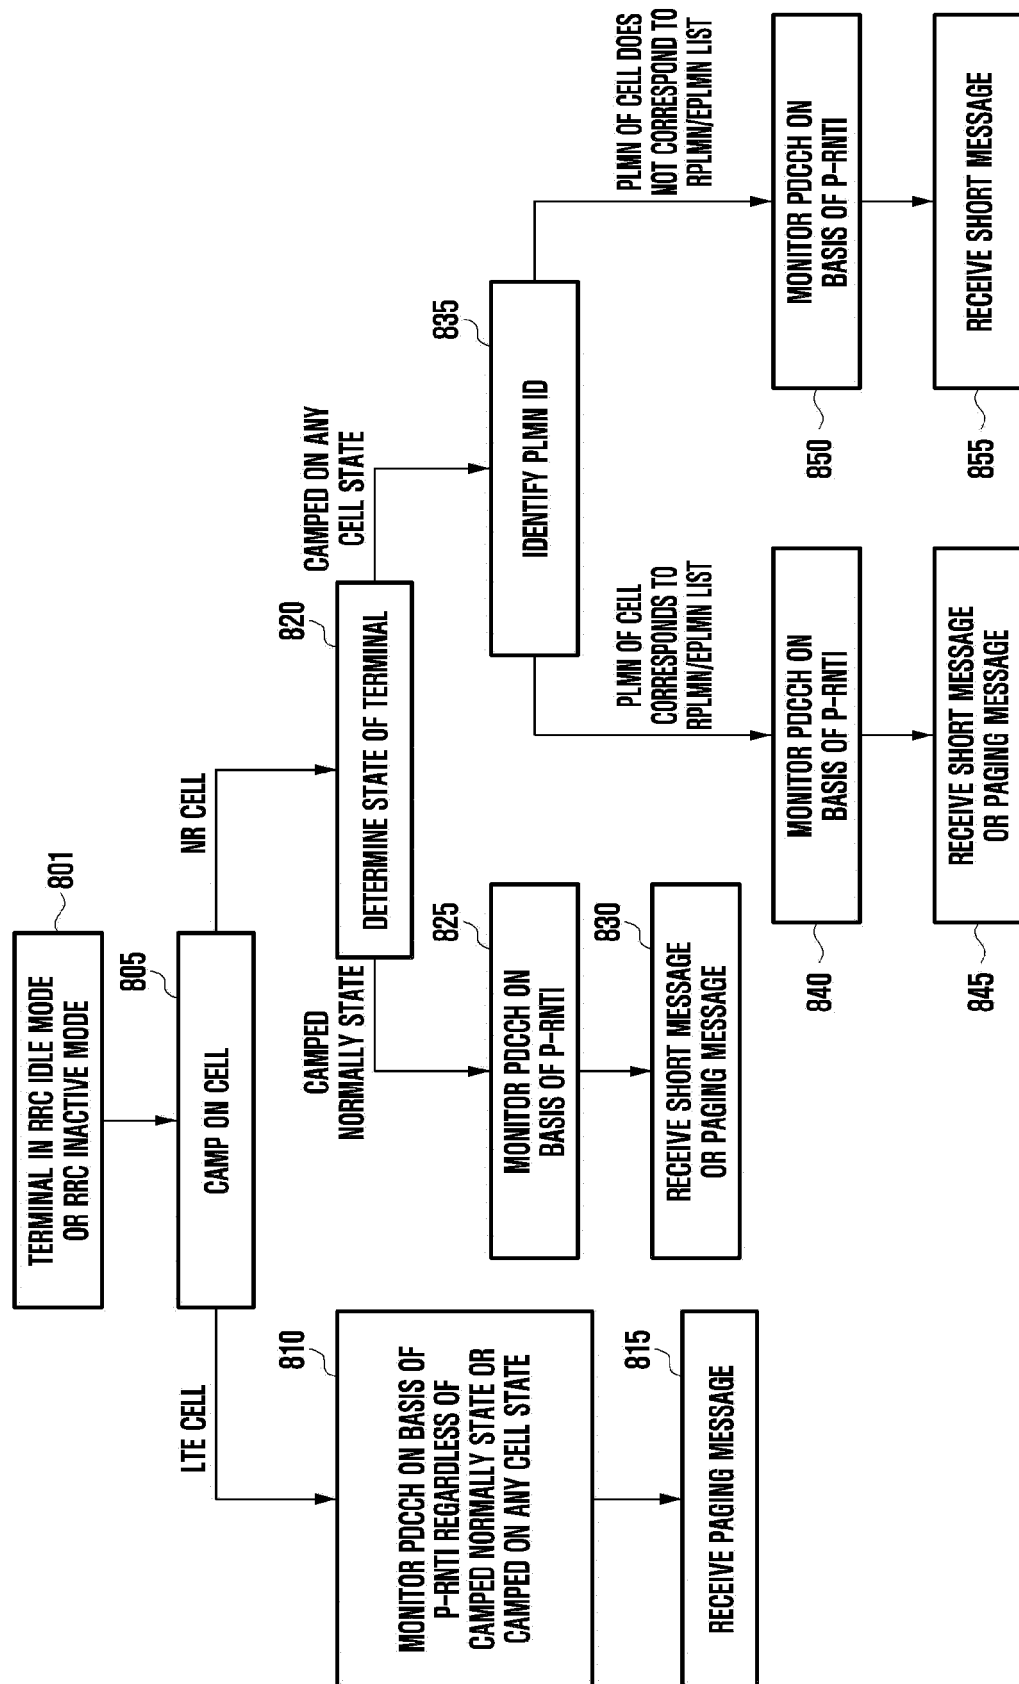 TERMINAL IN RRC IDLE MODE
OR RRC INACTIVE MODE
801
CAMP ON CELL
805
LTE CELL
NR CELL
MONITOR PDCCH ON BASIS OF
P-RNTI REGARDLESS OF
CAMPED NORMALLY STATE OR
CAMPED ON ANY CELL STATE
810
RECEIVE PAGING MESSAGE
815
DETERMINE STATE OF TERMINAL
820
CAMPED
NORMALLY STATE
CAMPED ON ANY
CELL STATE
MONITOR PDCCH ON
BASIS OF P-RNTI
825
RECEIVE SHORT MESSAGE
OR PAGING MESSAGE
830
IDENTIFY PLMN ID
835
PLMN OF CELL
CORRESPONDS TO
RPLMN/EPLMN LIST
PLMN OF CELL DOES
NOT CORRESPOND TO
RPLMN/EPLMN LIST
MONITOR PDCCH ON
BASIS OF P-RNTI
840
RECEIVE SHORT MESSAGE
OR PAGING MESSAGE
845
MONITOR PDCCH ON
BASIS OF P-RNTI
850
RECEIVE SHORT MESSAGE
855